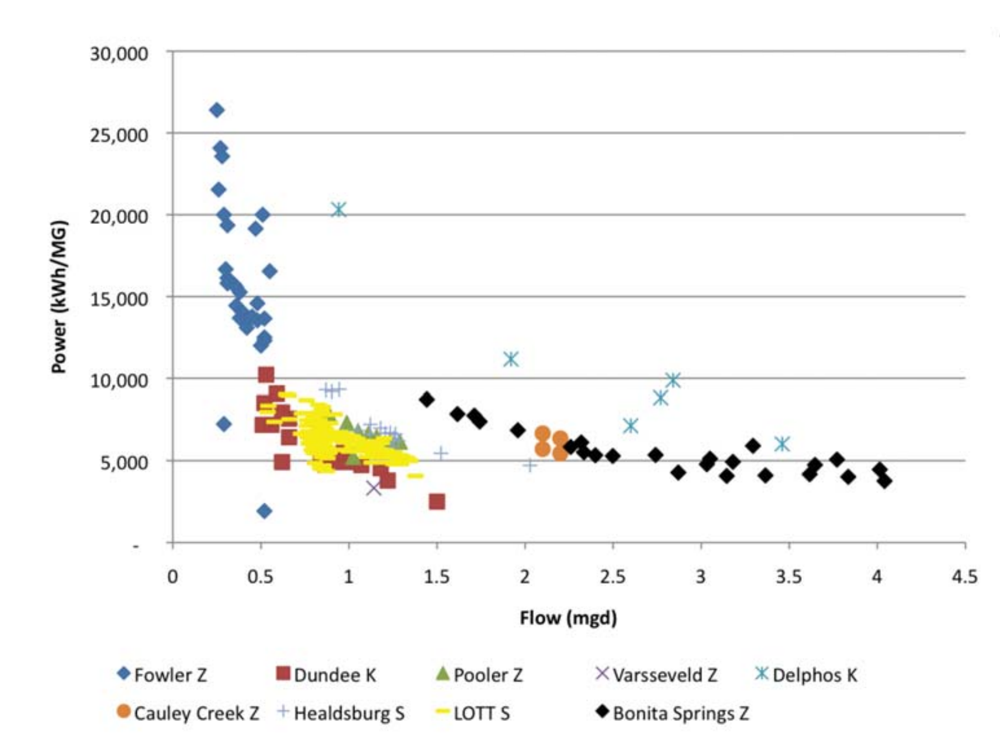 30,000
25,000
20,000
15,000
10,000
5,000
-
Power (kWh/MG)
0 0.5 1 1.5 2 2.5 3 3.5 4 4.5
Flow (mgd)
Fowler Z Dundee K Pooler Z Varsseveld Z Delphos K
Cauley Creek Z Healdsburg S LOTT S Bonita Springs Z